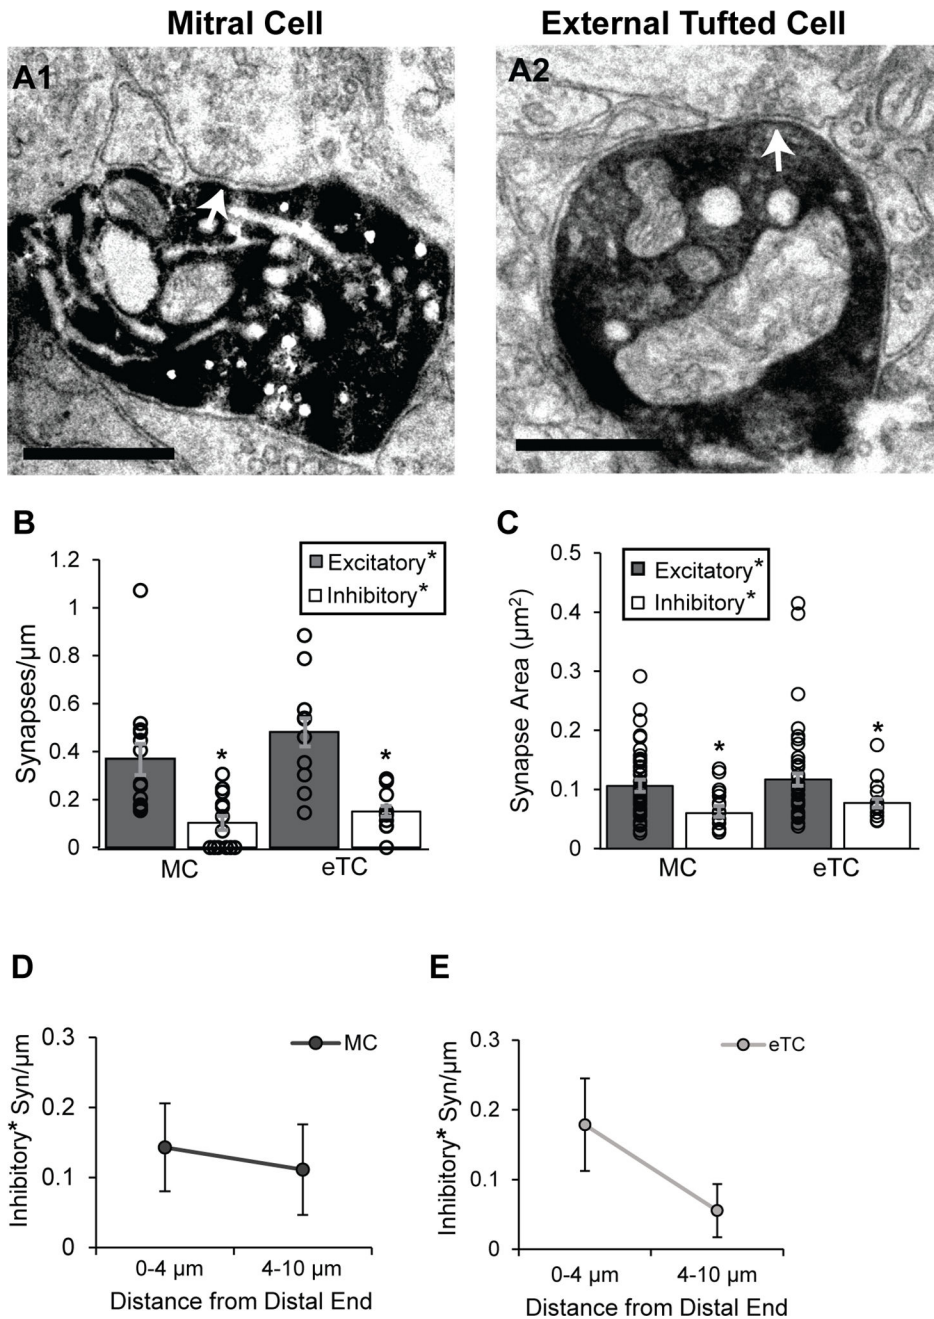 Mitral Cell
External Tufted Cell
A1
A2
B
1.2
1
0.8
0.6
0.4
0.2
0
Synapses/µm
Excitatory*
Inhibitory*
*
*
MC
eTC
C
0.5
0.4
0.3
0.2
0.1
0
Synapse Area (µm²)
Excitatory*
Inhibitory*
*
*
MC
eTC
D
0.3
0.2
0.1
0
Inhibitory* Syn/µm
MC
0-4 µm
4-10 µm
Distance from Distal End
E
0.3
0.2
0.1
0
Inhibitory* Syn/µm
eTC
0-4 µm
4-10 µm
Distance from Distal End